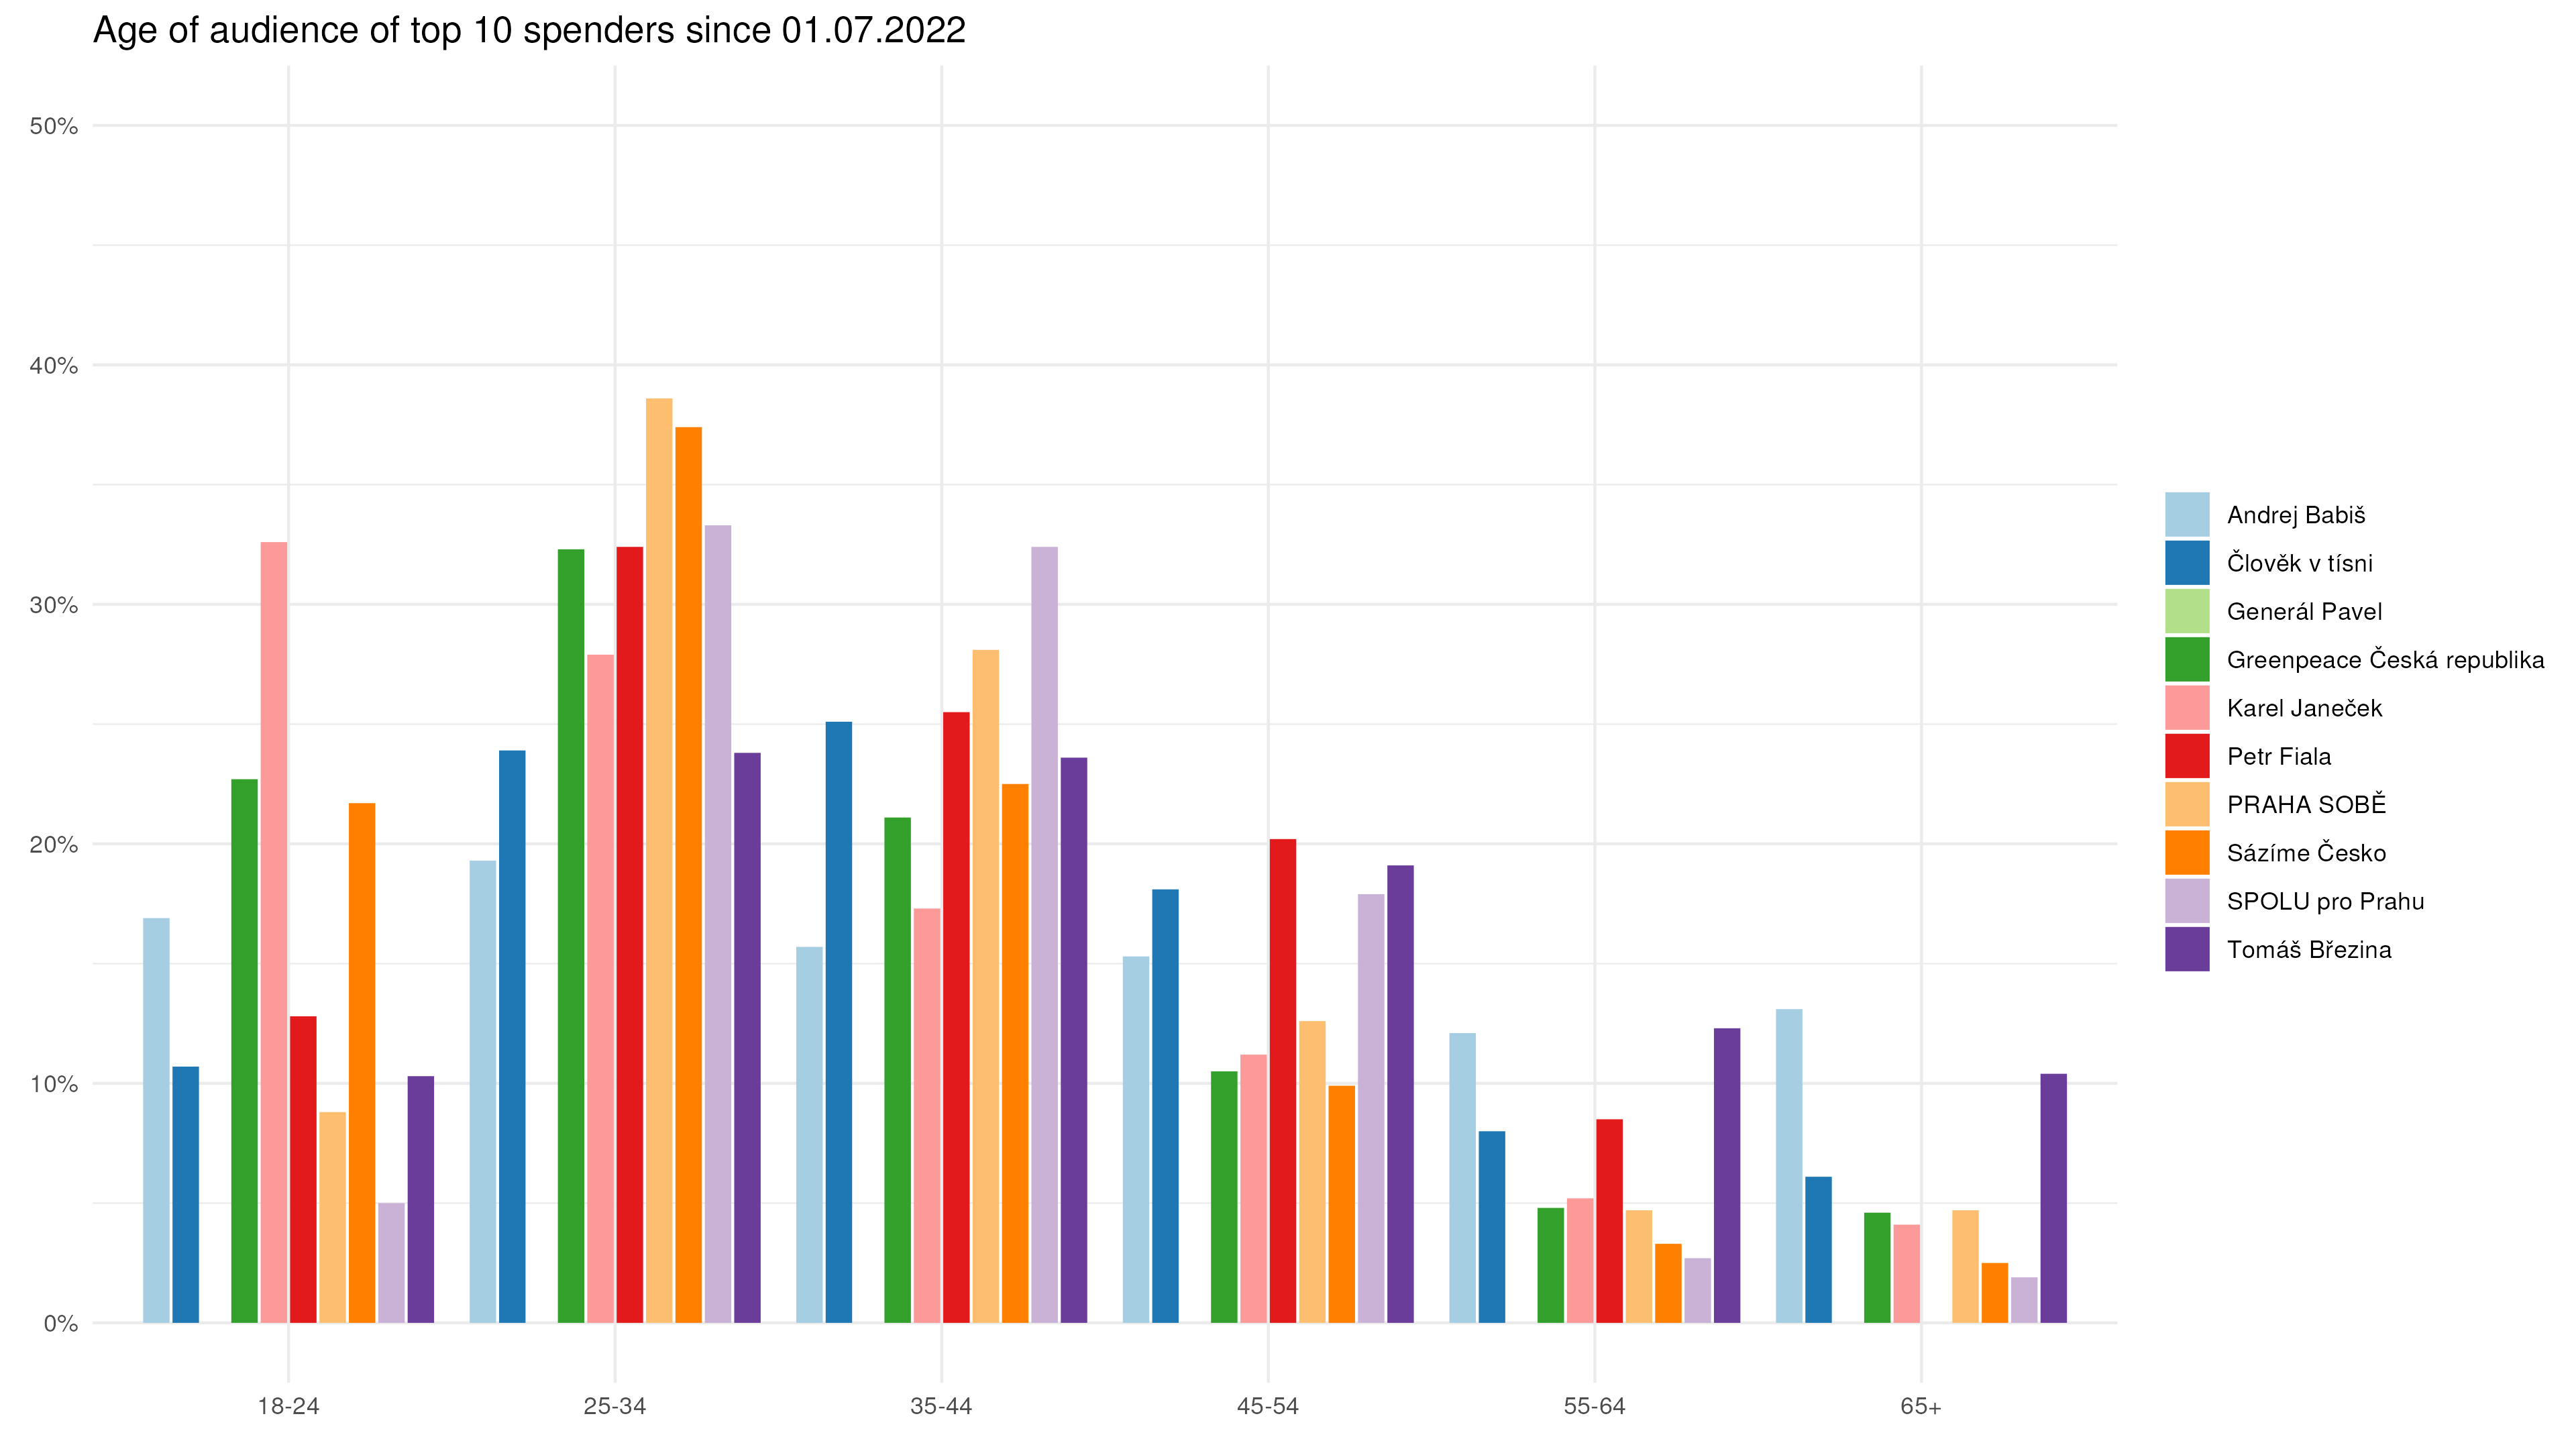 Age of audience of top 10 spenders since 01.07.2022
50%
40%
30%
20%
10%
0%
18-24
25-34
35-44
45-54
55-64
65+
Andrej Babiš
Člověk v tísni
Generál Pavel
Greenpeace Česká republika
Karel Janeček
Petr Fiala
PRAHA SOBĚ
Sázíme Česko
SPOLU pro Prahu
Tomáš Březina